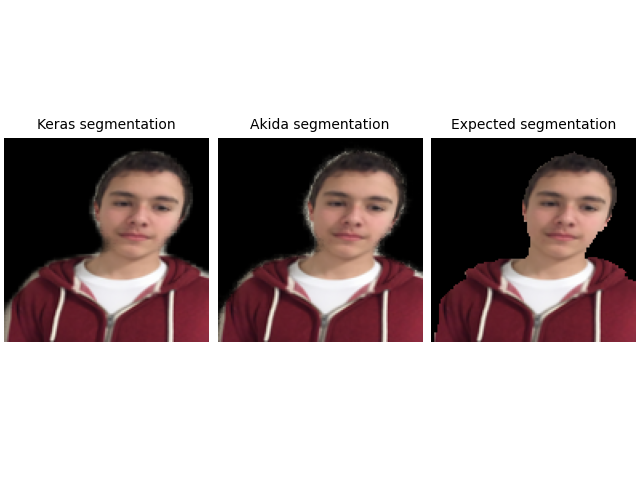 Keras segmentation
Akida segmentation
Expected segmentation